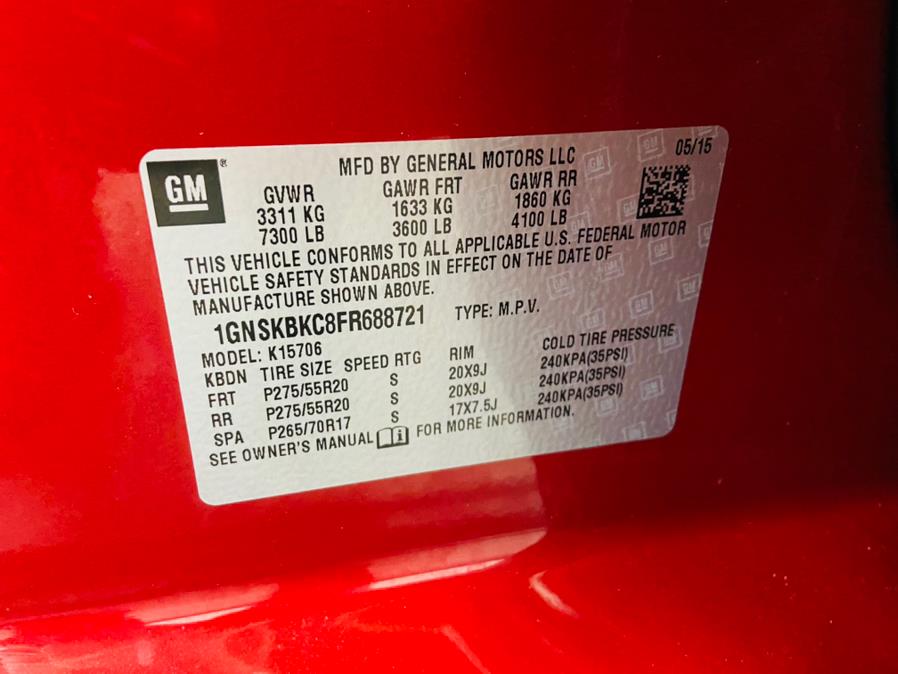 GM
MFD BY GENERAL MOTORS LLC 05/15
GVWR GAWR FRT GAWR RR
3311 KG 1633 KG 1860 KG
7300 LB 3600 LB 4100 LB
THIS VEHICLE CONFORMS TO ALL APPLICABLE U.S. FEDERAL MOTOR
VEHICLE SAFETY STANDARDS IN EFFECT ON THE DATE OF
MANUFACTURE SHOWN ABOVE.
1GNSKBKC8FR688721 TYPE: M.P.V.
MODEL: K15706
KBDN TIRE SIZE SPEED RTG RIM COLD TIRE PRESSURE
FRT P275/55R20 S 20X9J 240KPA(35PSI)
RR P275/55R20 S 20X9J 240KPA(35PSI)
SPA P265/70R17 S 17X7.5J 240KPA(35PSI)
SEE OWNER'S MANUAL FOR MORE INFORMATION.